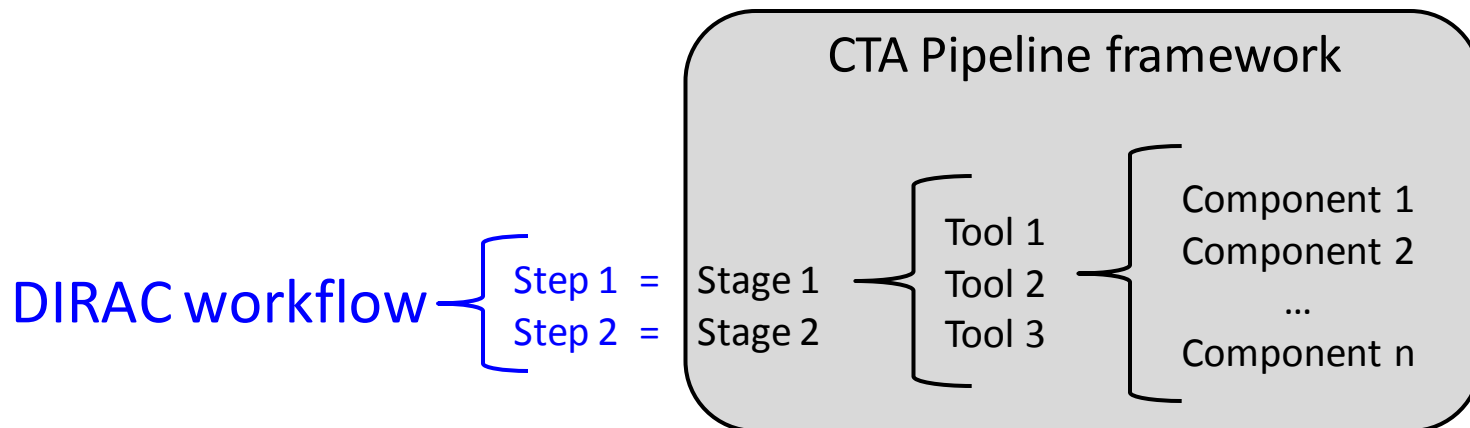 CTA Pipeline framework
DIRAC workflow
Step 1 = Stage 1
Step 2 = Stage 2
Tool 1
Tool 2
Tool 3
Component 1
Component 2
...
Component n